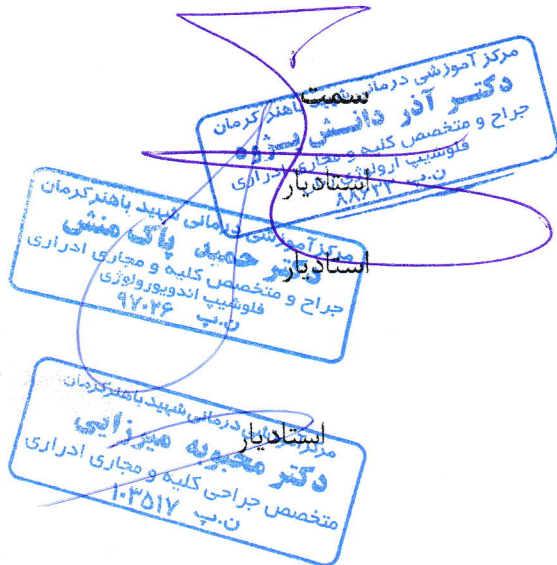 سمت
مرکز آموزشی درمانی شهید باهنر کرمان
دکتر آذر دانش پژوه
جراح و متخصص کلیه و مجاری ادراری
فلوشیپ ارولوژی
ن.پ
استادیار
مرکز آموزشی درمانی شهید باهنر کرمان
دکتر حمید پاک منش
استادیار
جراح و متخصص کلیه و مجاری ادراری
فلوشیپ اندویورولوژی
ن.پ ۹۷۰۲۶
استادیار
مرکز آموزشی درمانی شهید باهنر کرمان
دکتر محبوبه میرزایی
متخصص جراحی کلیه و مجاری ادراری
ن.پ ۱۰۳۵۱۷